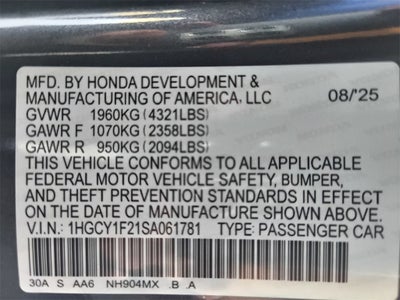 MFD. BY HONDA DEVELOPMENT &
MANUFACTURING OF AMERICA, LLC 08/'25
GVWR 1960KG (4321LBS)
GAWR F 1070KG (2358LBS)
GAWR R 950KG (2094LBS)
THIS VEHICLE CONFORMS TO ALL APPLICABLE
FEDERAL MOTOR VEHICLE SAFETY, BUMPER,
AND THEFT PREVENTION STANDARDS IN EFFECT
ON THE DATE OF MANUFACTURE SHOWN ABOVE.
V.I.N.: 1HGCY1F21SA061781 TYPE: PASSENGER CAR
30A S AA6 NH904MX .B .A